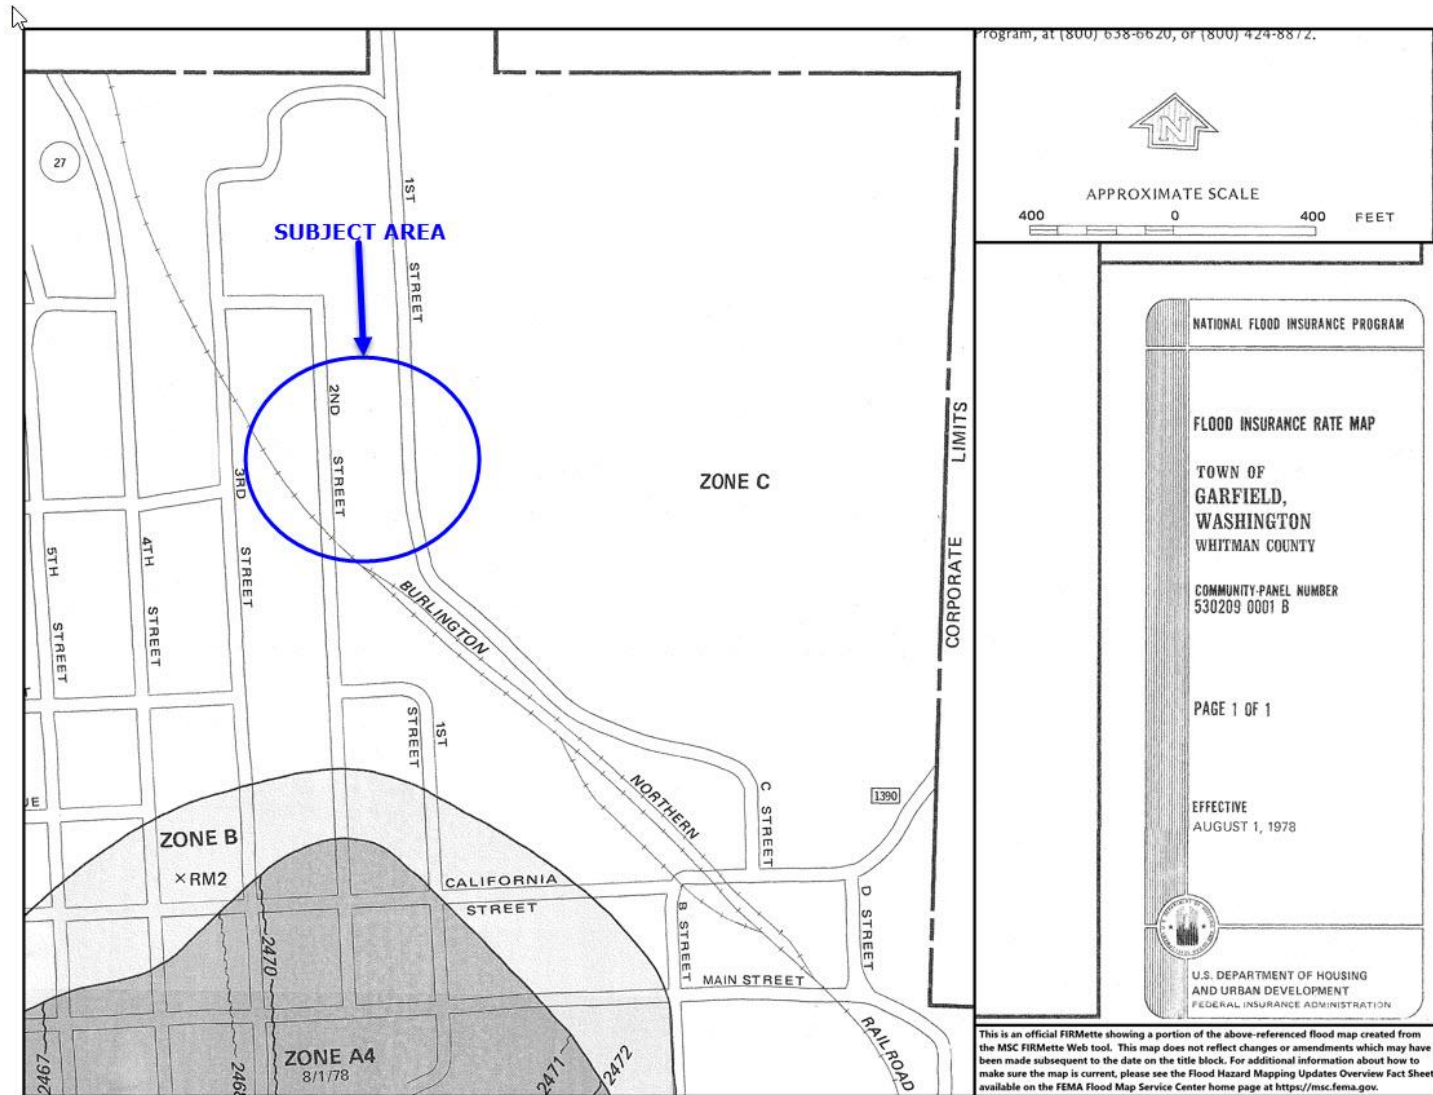 Program, at (800) 638-6620, or (800) 424-8872.
N
APPROXIMATE SCALE
400 0 400 FEET
27
1ST
STREET
SUBJECT AREA
2ND
STREET
3RD
STREET
4TH
STREET
5TH
STREET
ZONE C
CORPORATE LIMITS
BURLINGTON
NORTHERN
RAILROAD
1ST
STREET
C STREET
1390
ZONE B
×RM2
CALIFORNIA
STREET
B STREET
D STREET
MAIN STREET
2470
2467
2471
2472
ZONE A4
8/1/78
NATIONAL FLOOD INSURANCE PROGRAM
FLOOD INSURANCE RATE MAP
TOWN OF
GARFIELD,
WASHINGTON
WHITMAN COUNTY
COMMUNITY-PANEL NUMBER
530209 0001 B
PAGE 1 OF 1
EFFECTIVE
AUGUST 1, 1978
U.S. DEPARTMENT OF HOUSING
AND URBAN DEVELOPMENT
FEDERAL INSURANCE ADMINISTRATION
This is an official FIRMette showing a portion of the above-referenced flood map created from
the MSC FIRMette Web tool. This map does not reflect changes or amendments which may have
been made subsequent to the date on the title block. For additional information about how to
make sure the map is current, please see the Flood Hazard Mapping Updates Overview Fact Sheet
available on the FEMA Flood Map Service Center home page at https://msc.fema.gov.